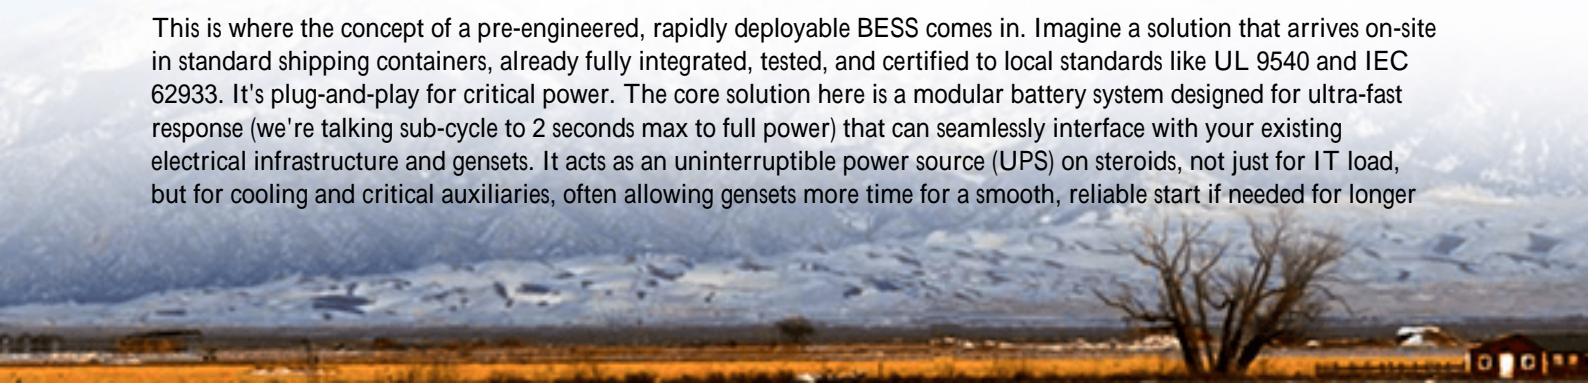 This is where the concept of a pre-engineered, rapidly deployable BESS comes in. Imagine a solution that arrives on-site
in standard shipping containers, already fully integrated, tested, and certified to local standards like UL 9540 and IEC
62933. It's plug-and-play for critical power. The core solution here is a modular battery system designed for ultra-fast
response (we're talking sub-cycle to 2 seconds max to full power) that can seamlessly interface with your existing
electrical infrastructure and gensets. It acts as an uninterruptible power source (UPS) on steroids, not just for IT load,
but for cooling and critical auxiliaries, often allowing gensets more time for a smooth, reliable start if needed for longer